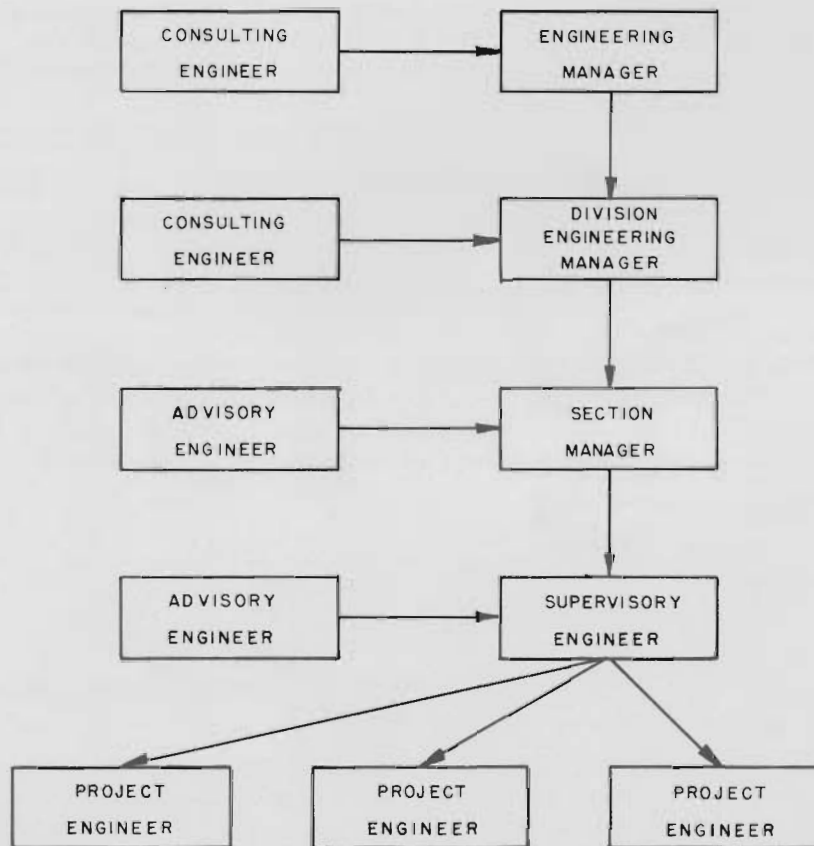 CONSULTING
ENGINEER
ENGINEERING
MANAGER
CONSULTING
ENGINEER
DIVISION
ENGINEERING
MANAGER
ADVISORY
ENGINEER
SECTION
MANAGER
ADVISORY
ENGINEER
SUPERVISORY
ENGINEER
PROJECT
ENGINEER
PROJECT
ENGINEER
PROJECT
ENGINEER